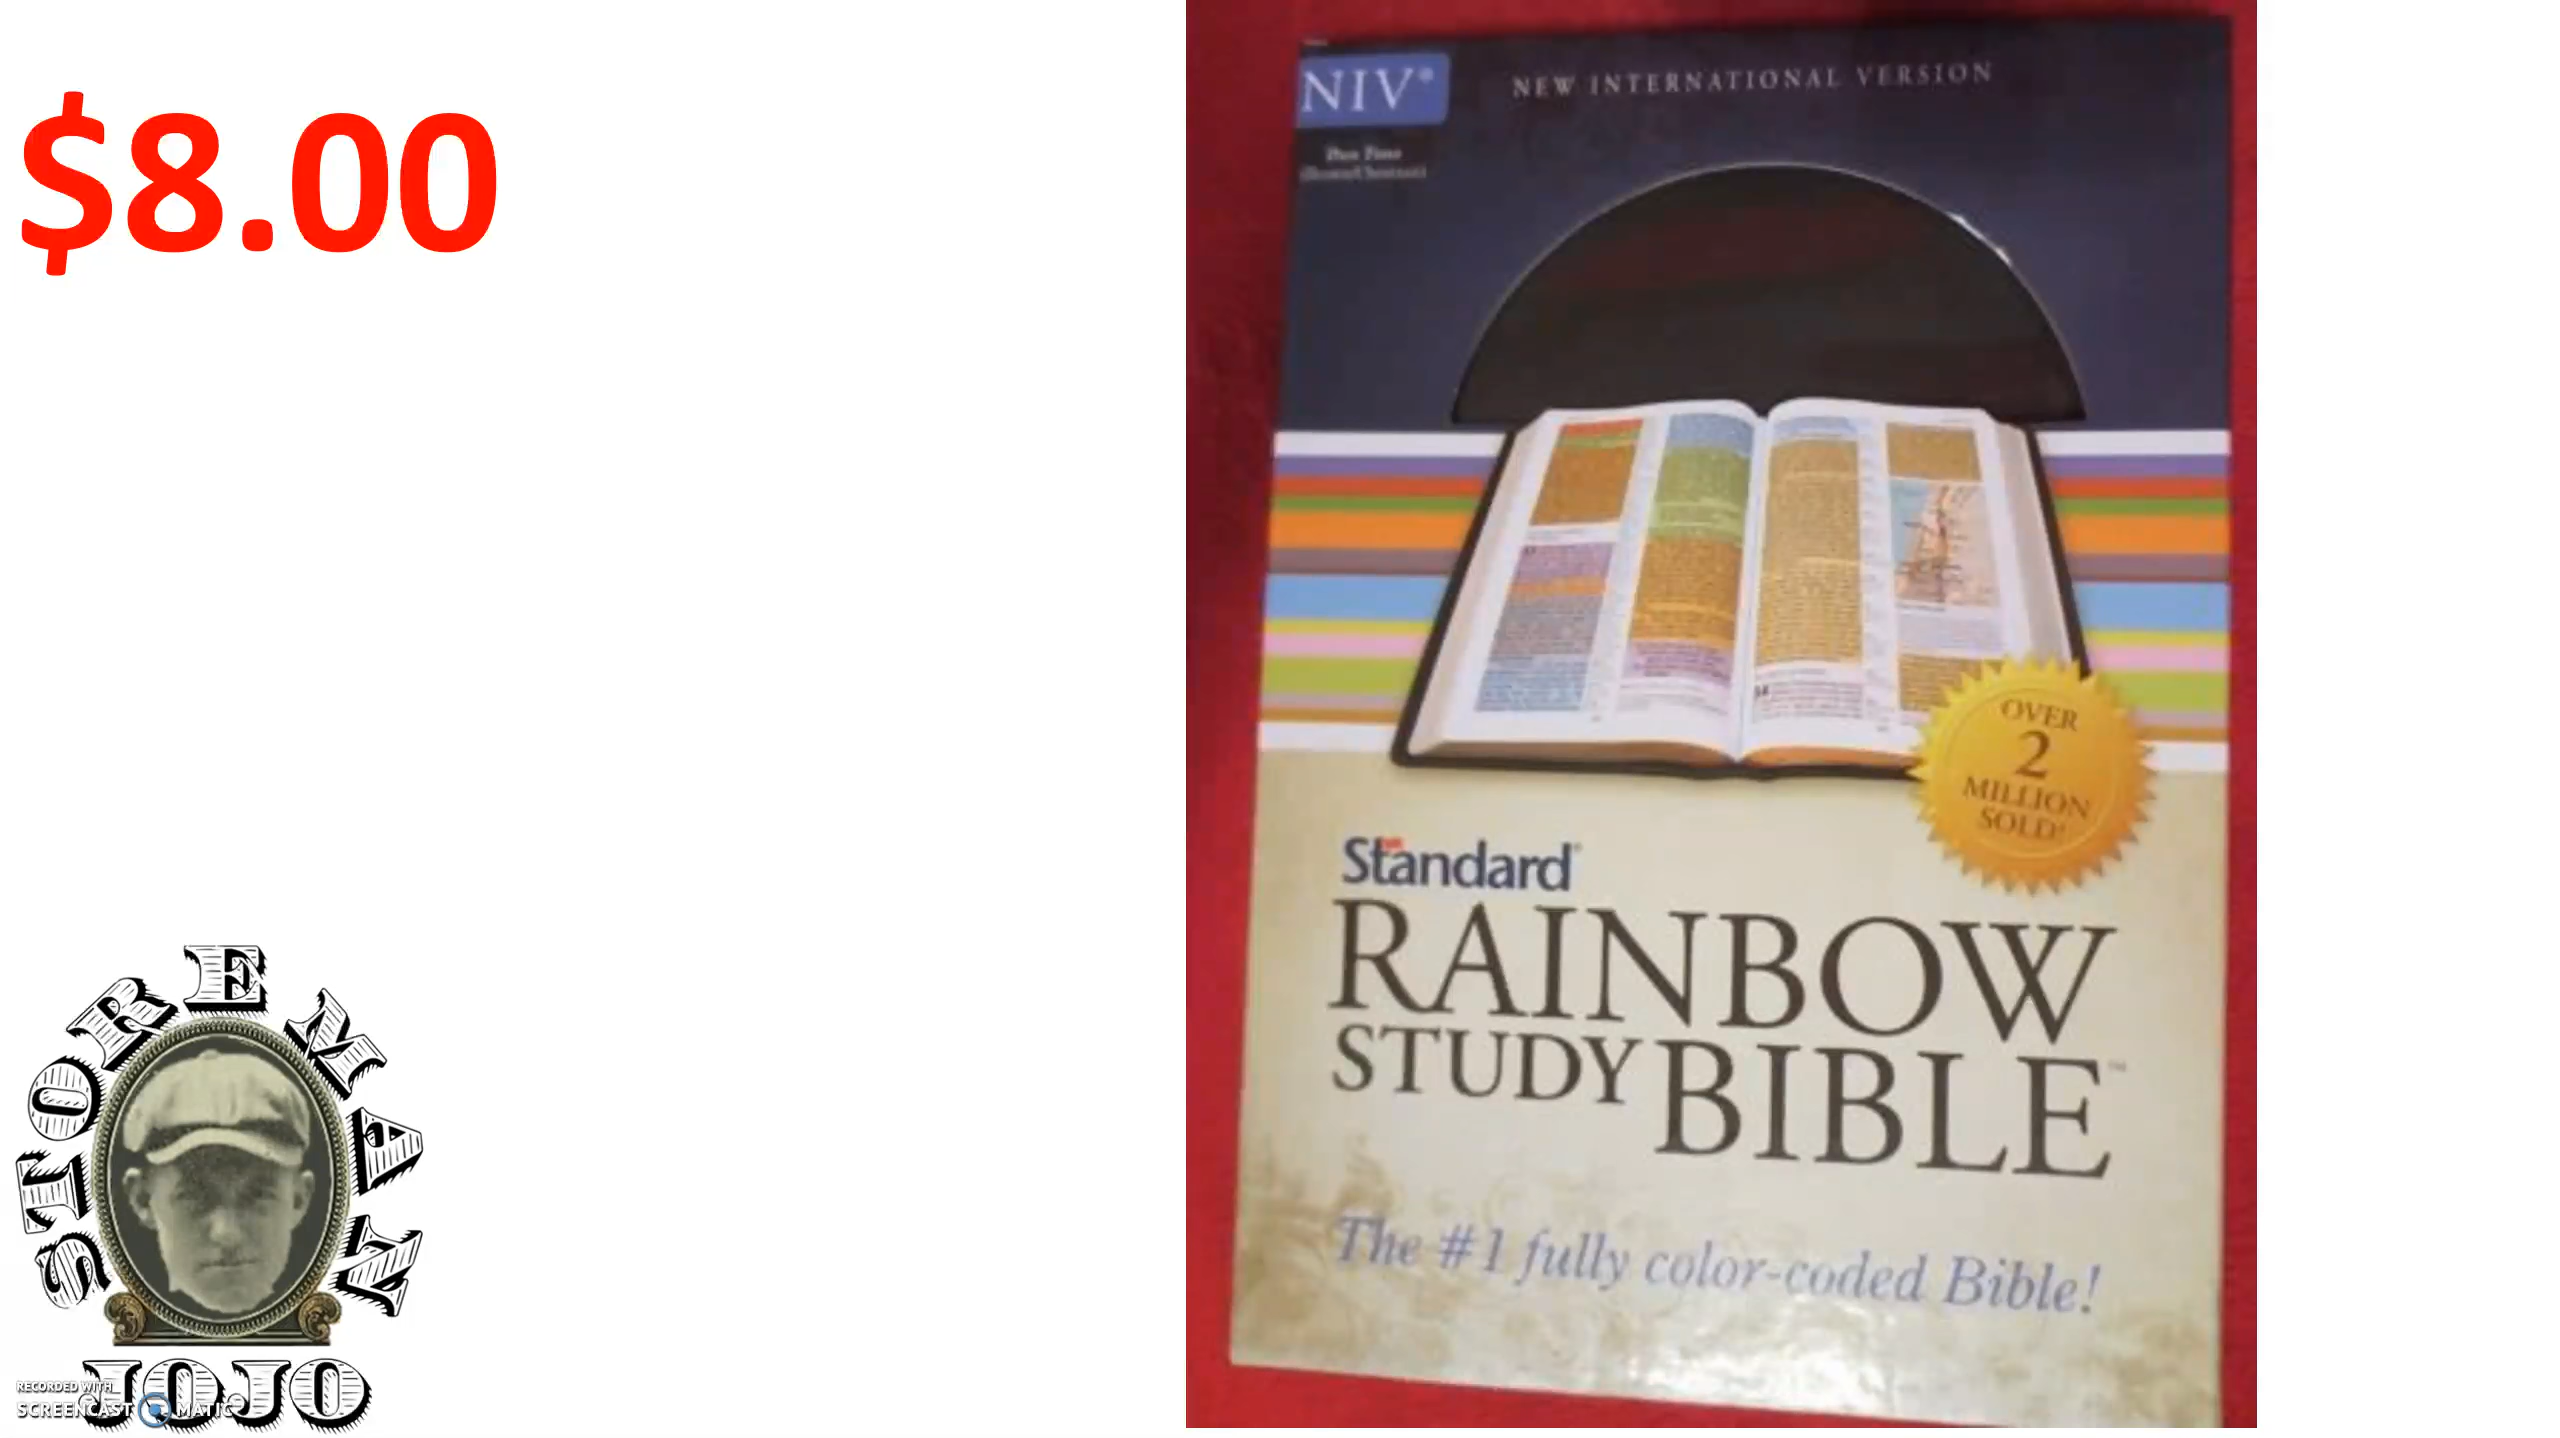 $8.00
STOREMAN
JOJO
RECORDED WITH
SCREENCAST MATIC
NIV®
NEW INTERNATIONAL VERSION
OVER
2
MILLION
SOLD!
Standard®
RAINBOW
STUDY BIBLE™
The #1 fully color-coded Bible!